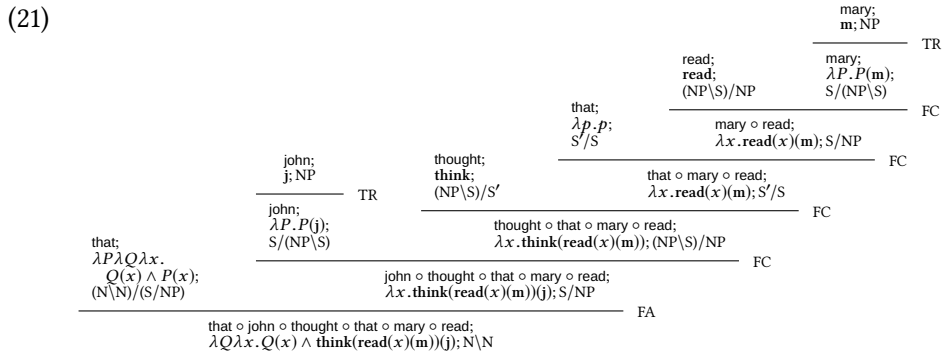 (21)
mary;
m; NP
TR
read;
read;
(NP\S)/NP
mary;
λP.P(m);
S/(NP\S)
FC
that;
λp.p;
S′/S
mary ∘ read;
λx.read(x)(m); S/NP
FC
john;
j; NP
TR
thought;
think;
(NP\S)/S′
that ∘ mary ∘ read;
λx.read(x)(m); S′/S
FC
john;
λP.P(j);
S/(NP\S)
thought ∘ that ∘ mary ∘ read;
λx.think(read(x)(m)); (NP\S)/NP
FC
that;
λPλQλx.
Q(x) ∧ P(x);
(N\N)/(S/NP)
john ∘ thought ∘ that ∘ mary ∘ read;
λx.think(read(x)(m))(j); S/NP
FA
that ∘ john ∘ thought ∘ that ∘ mary ∘ read;
λQλx.Q(x) ∧ think(read(x)(m))(j); N\N